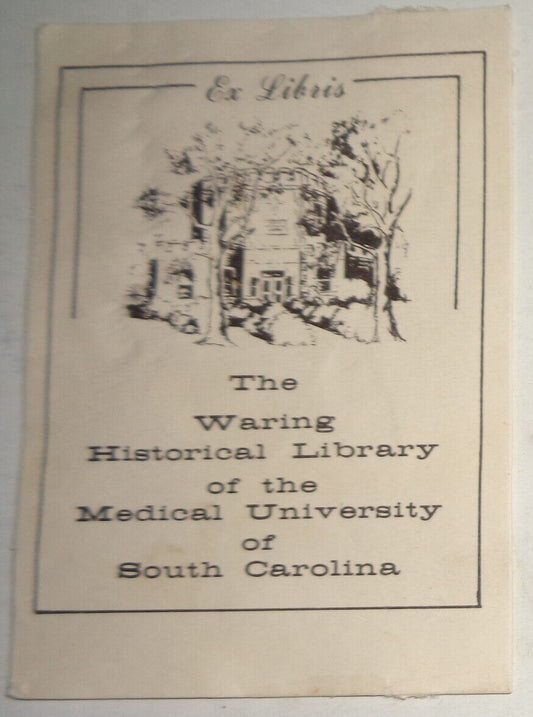 Ex Libris
The
Waring
Historical Library
of the
Medical University
of
South Carolina